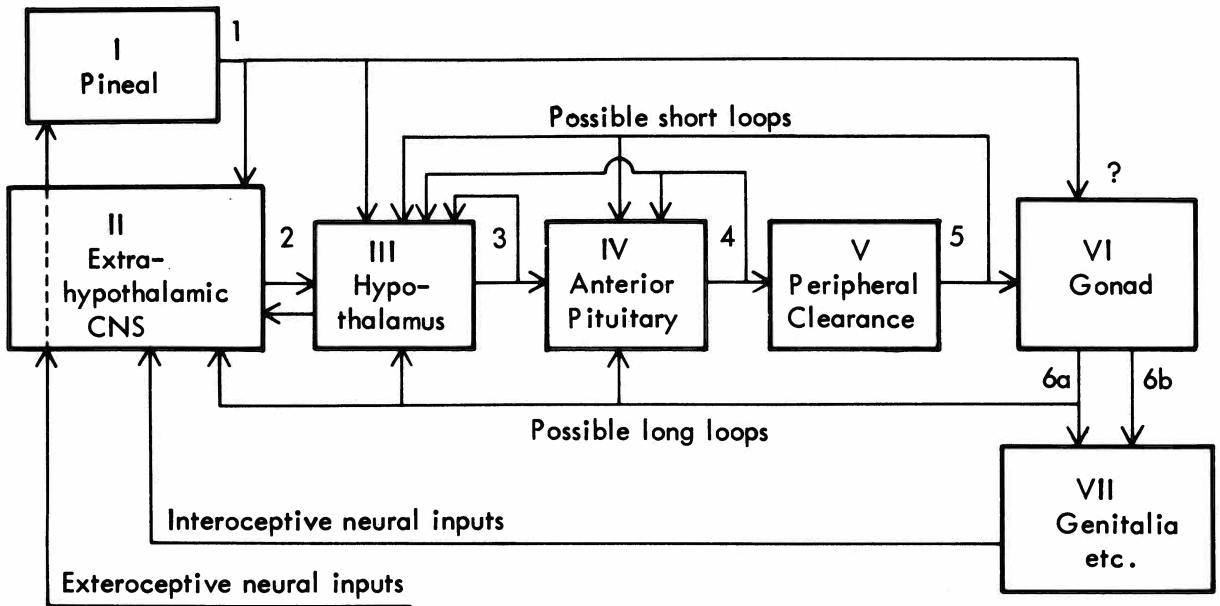 I
Pineal
1
Possible short loops
?
II
Extra-
hypothalamic
CNS
2
III
Hypo-
thalamus
3
IV
Anterior
Pituitary
4
V
Peripheral
Clearance
5
VI
Gonad
6a
6b
Possible long loops
VII
Genitalia
etc.
Interoceptive neural inputs
Exteroceptive neural inputs